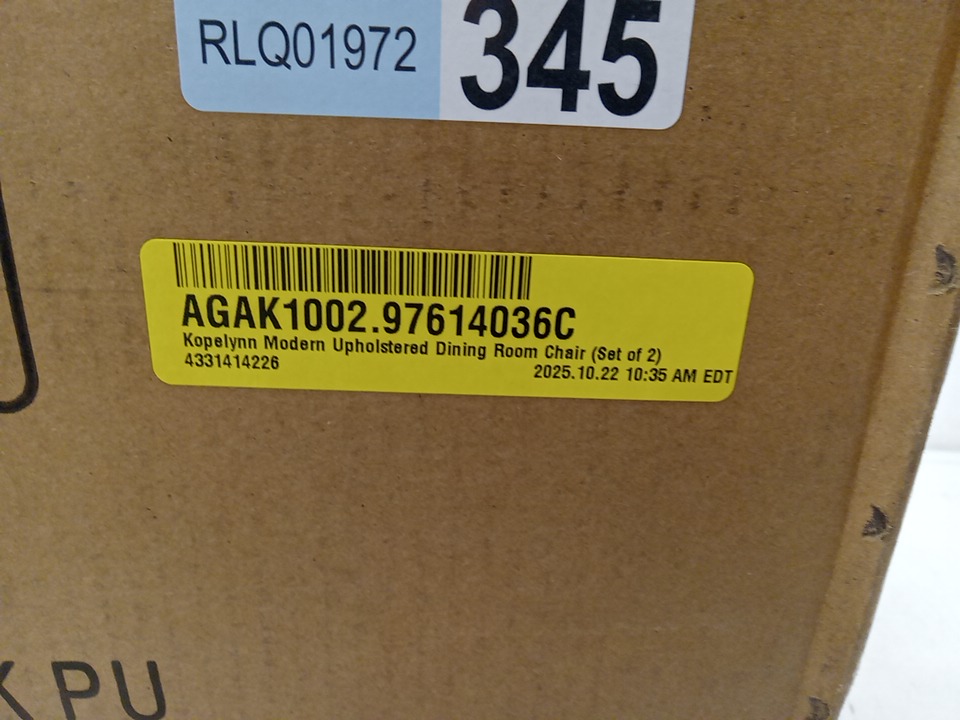 RLQ01972 345
AGAK1002.97614036C
Kopelynn Modern Upholstered Dining Room Chair (Set of 2)
4331414226 2025.10.22 10:35 AM EDT
K PU